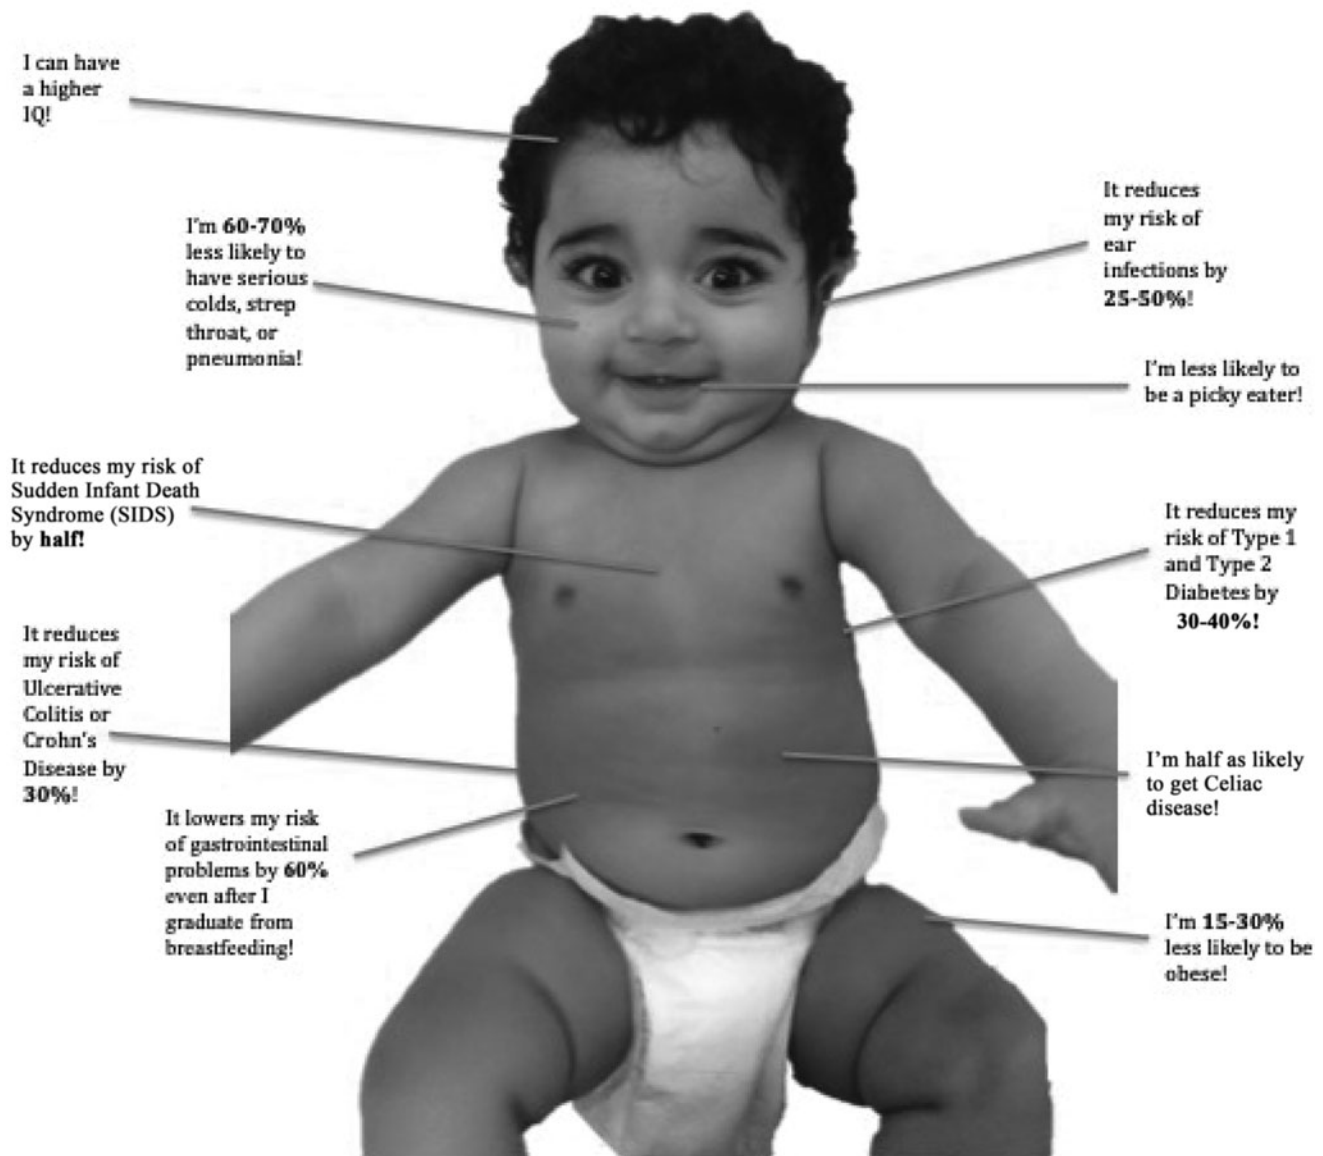 I can have
a higher
IQ!
I'm 60-70%
less likely to
have serious
colds, strep
throat, or
pneumonia!
It reduces my risk of
Sudden Infant Death
Syndrome (SIDS)
by half!
It reduces
my risk of
Ulcerative
Colitis or
Crohn's
Disease by
30%!
It lowers my risk
of gastrointestinal
problems by 60%
even after I
graduate from
breastfeeding!
It reduces
my risk of
ear
infections by
25-50%!
I'm less likely to
be a picky eater!
It reduces my
risk of Type 1
and Type 2
Diabetes by
30-40%!
I'm half as likely
to get Celiac
disease!
I'm 15-30%
less likely to be
obese!